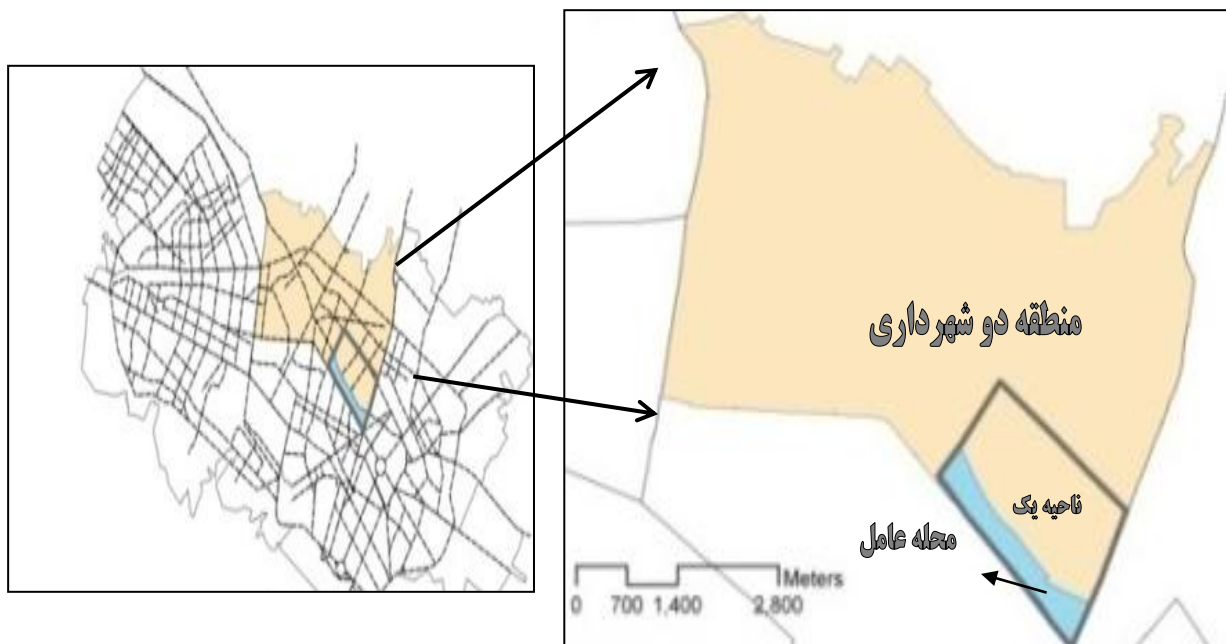 منطقه دو شهرداری
ناحیه یک
محله عامل
Meters
0 700 1,400 2,800